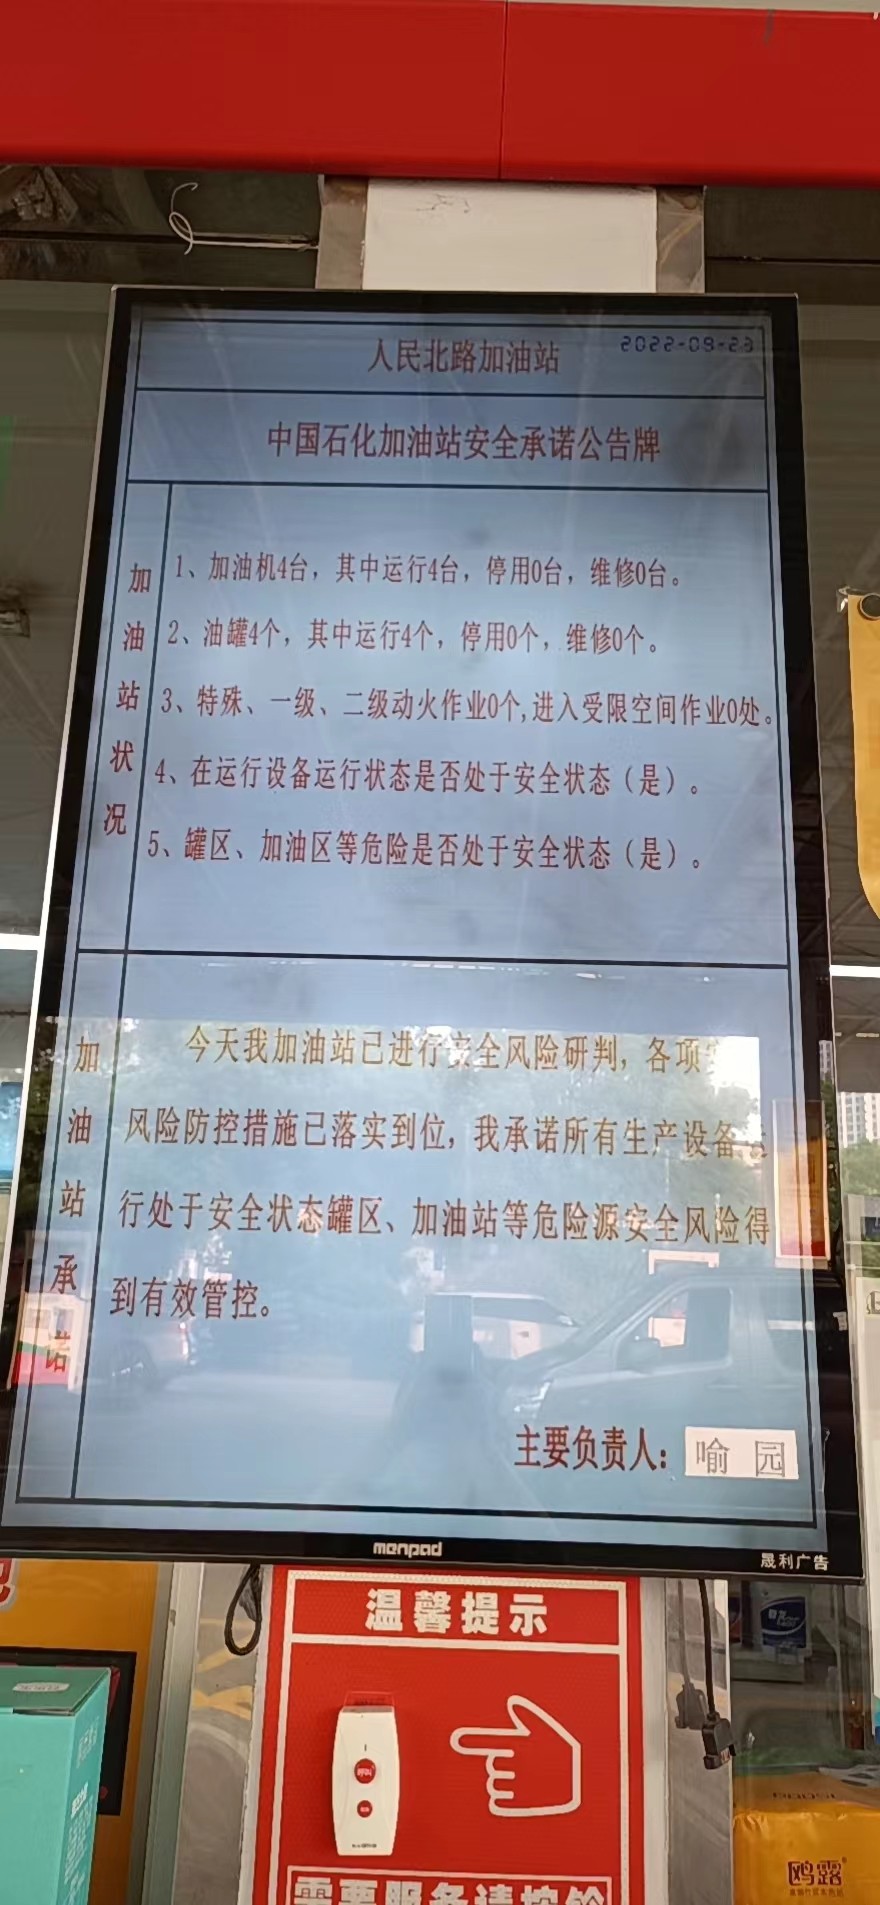 人民北路加油站
2022-09-23
中国石化加油站安全承诺公告牌
加油站状况
1、加油机4台，其中运行4台，停用0台，维修0台。
2、油罐4个，其中运行4个，停用0个，维修0个。
3、特殊、一级、二级动火作业0个,进入受限空间作业0处。
4、在运行设备运行状态是否处于安全状态（是）。
5、罐区、加油区等危险是否处于安全状态（是）。
加油站承诺
今天我加油站已进行安全风险研判，各项
风险防控措施已落实到位，我承诺所有生产设备
行处于安全状态罐区、加油站等危险源安全风险得
到有效管控。
主要负责人：喻 园
menpad
晟利广告
温馨提示
呼叫
需要服务请按铃
鸥露